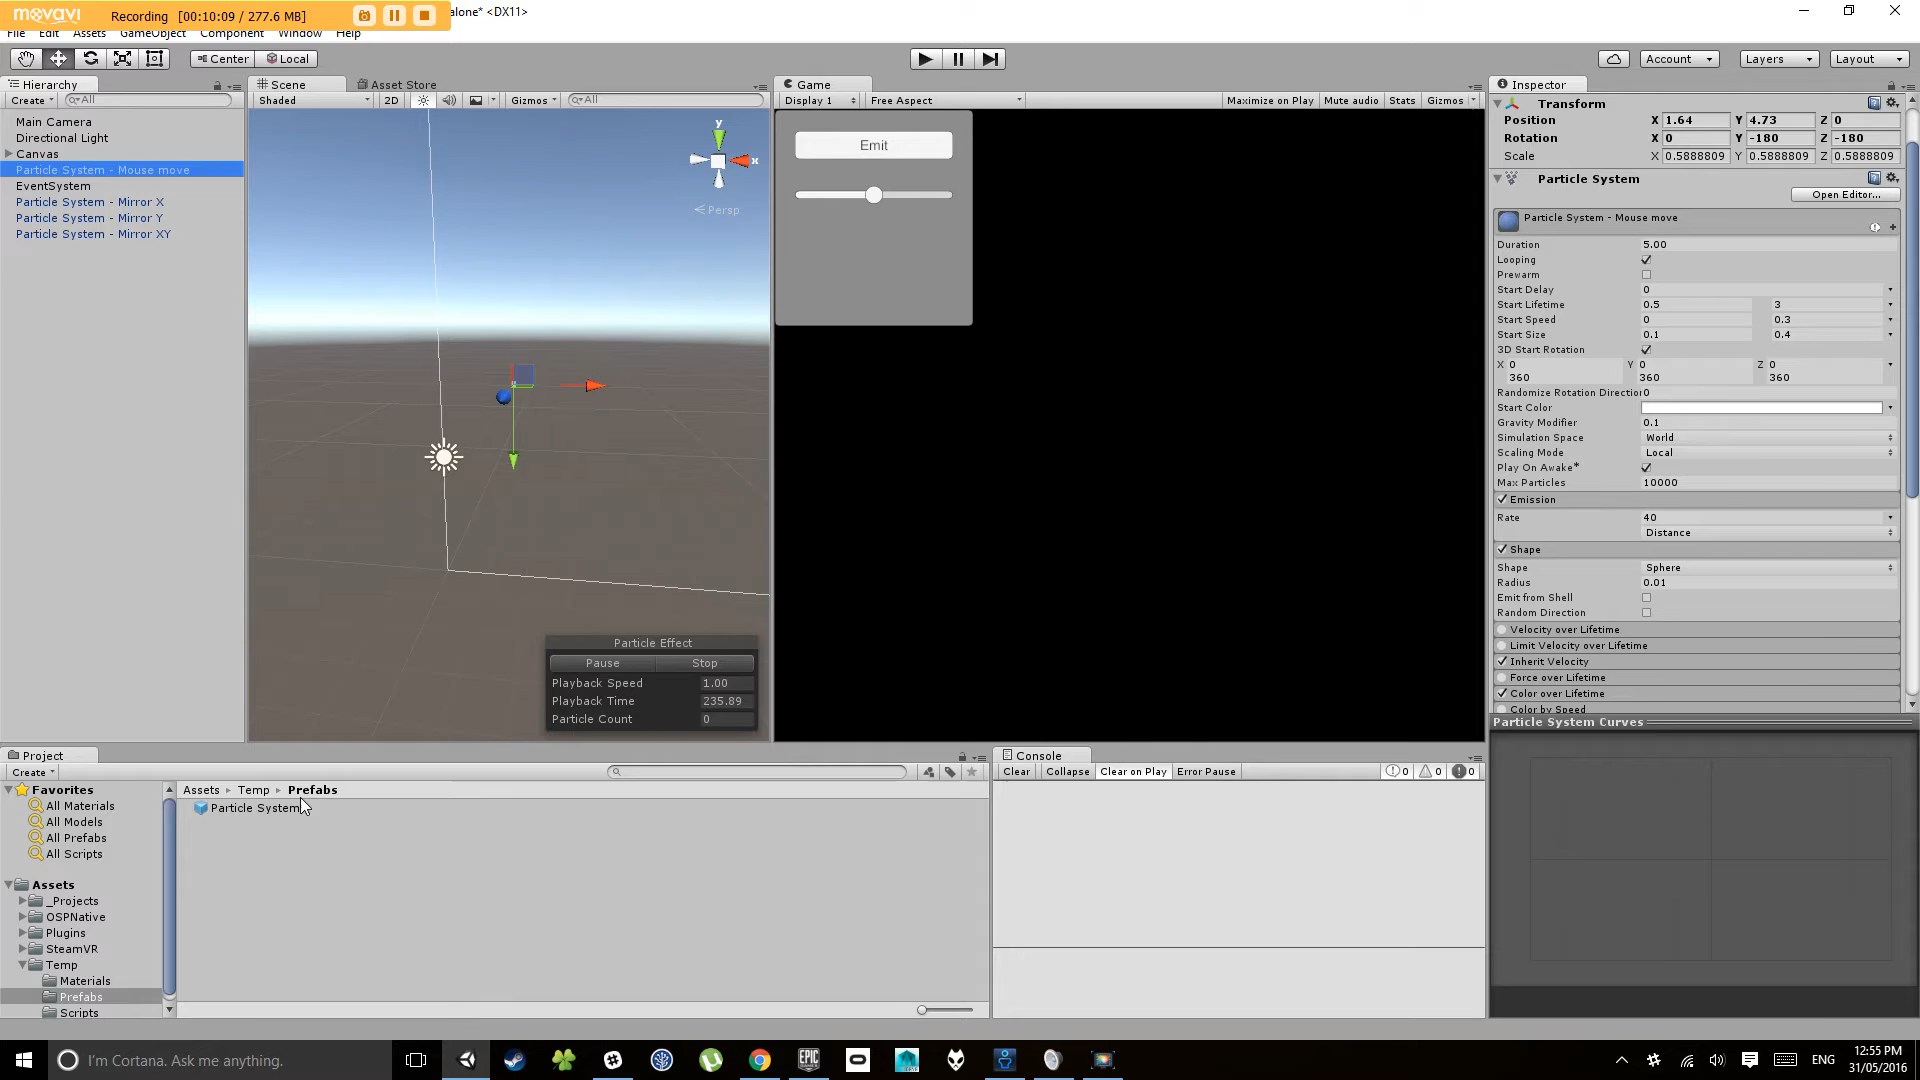 movavi Recording [00:10:09 / 277.6 MB] alone* <DX11>
File Edit Assets GameObject Component Window Help
Center Local Account Layers Layout
Hierarchy
Create All
Main Camera
Directional Light
Canvas
Particle System - Mouse move
EventSystem
Particle System - Mirror X
Particle System - Mirror Y
Particle System - Mirror XY
Scene Asset Store
Shaded 2D Gizmos All
y
x
Persp
Particle Effect
Pause Stop
Playback Speed 1.00
Playback Time 235.89
Particle Count 0
Game
Display 1 Free Aspect Maximize on Play Mute audio Stats Gizmos
Emit
Inspector
Transform
Position X 1.64 Y 4.73 Z 0
Rotation X 0 Y -180 Z -180
Scale X 0.5888809 Y 0.5888809 Z 0.5888809
Particle System
Open Editor...
Particle System - Mouse move
Duration 5.00
Looping
Prewarm
Start Delay 0
Start Lifetime 0.5 3
Start Speed 0 0.3
Start Size 0.1 0.4
3D Start Rotation
X 0 Y 0 Z 0
360 360 360
Randomize Rotation Direction 0
Start Color
Gravity Modifier 0.1
Simulation Space World
Scaling Mode Local
Play On Awake*
Max Particles 10000
Emission
Rate 40
Distance
Shape
Shape Sphere
Radius 0.01
Emit from Shell
Random Direction
Velocity over Lifetime
Limit Velocity over Lifetime
Inherit Velocity
Force over Lifetime
Color over Lifetime
Color by Speed
Particle System Curves
Project
Create
Favorites
All Materials
All Models
All Prefabs
All Scripts
Assets
_Projects
OSPNative
Plugins
SteamVR
Temp
Materials
Prefabs
Scripts
Assets Temp Prefabs
Particle System
Console
Clear Collapse Clear on Play Error Pause 0 0 0
I'm Cortana. Ask me anything. EPIC ENG 12:55 PM
31/05/2016